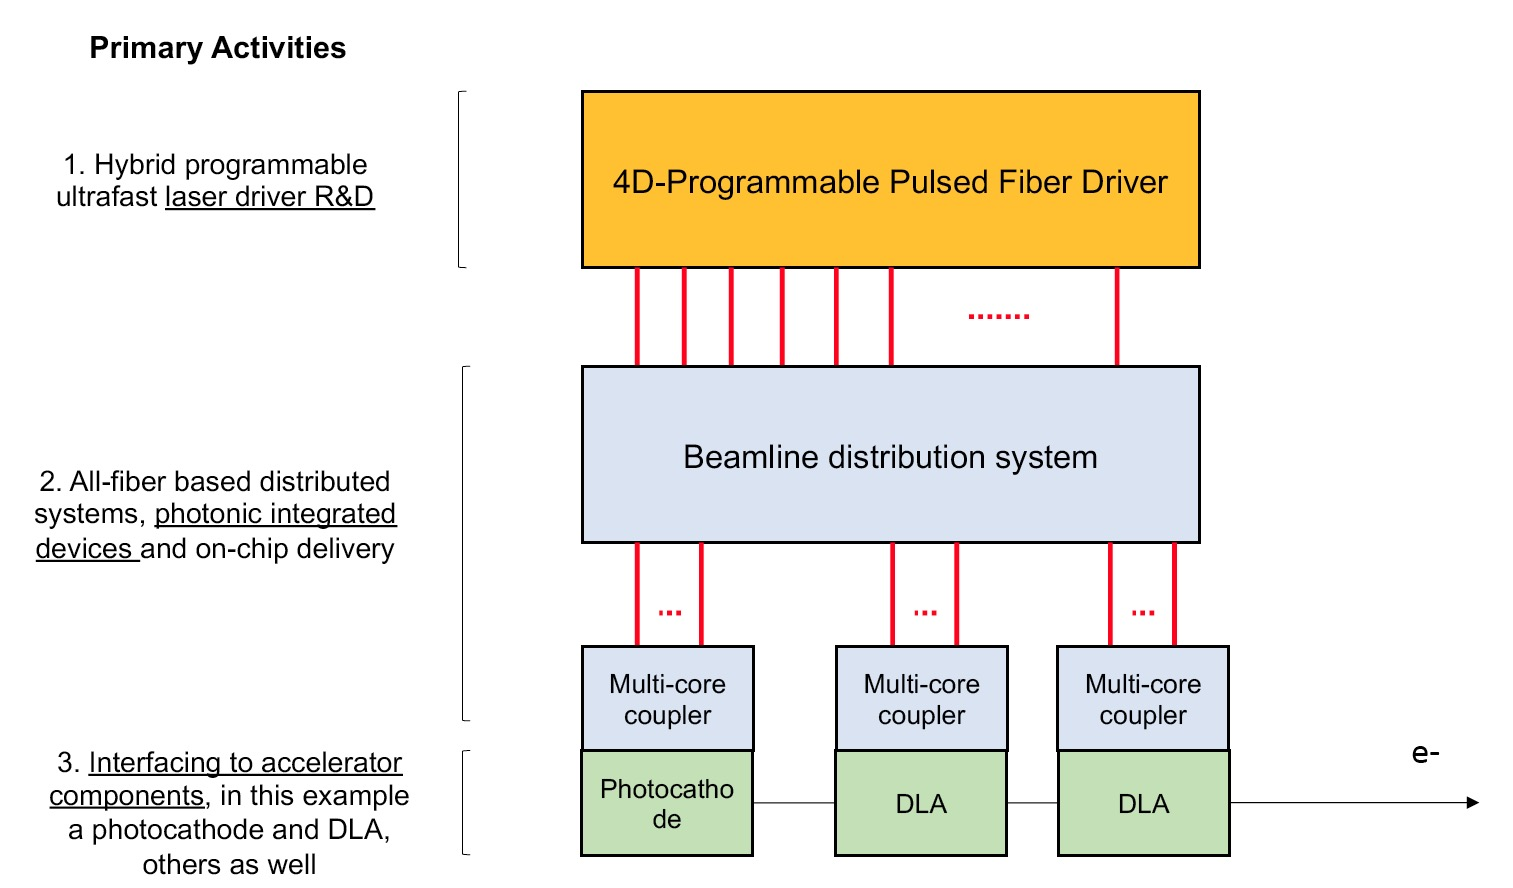 Primary Activities
1. Hybrid programmable
ultrafast laser driver R&D
4D-Programmable Pulsed Fiber Driver
.......
Beamline distribution system
2. All-fiber based distributed
systems, photonic integrated
devices and on-chip delivery
...
...
...
Multi-core
coupler
Multi-core
coupler
Multi-core
coupler
3. Interfacing to accelerator
components, in this example
a photocathode and DLA,
others as well
Photocatho
de
DLA
DLA
e-